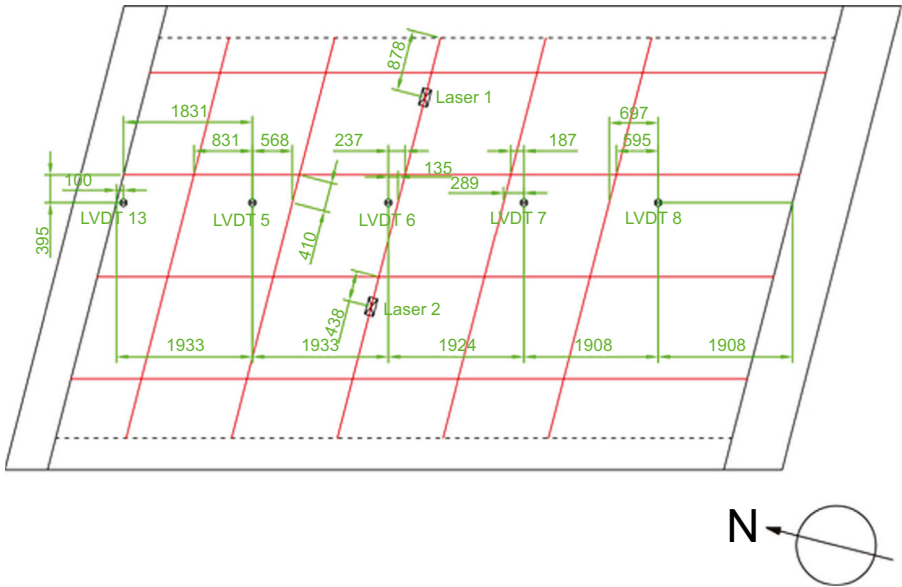 878
Laser 1
1831
697
831
568
237
187
595
100
135
289
LVDT 13
LVDT 5
LVDT 6
LVDT 7
LVDT 8
395
410
Laser 2
438
1933
1933
1924
1908
1908
N